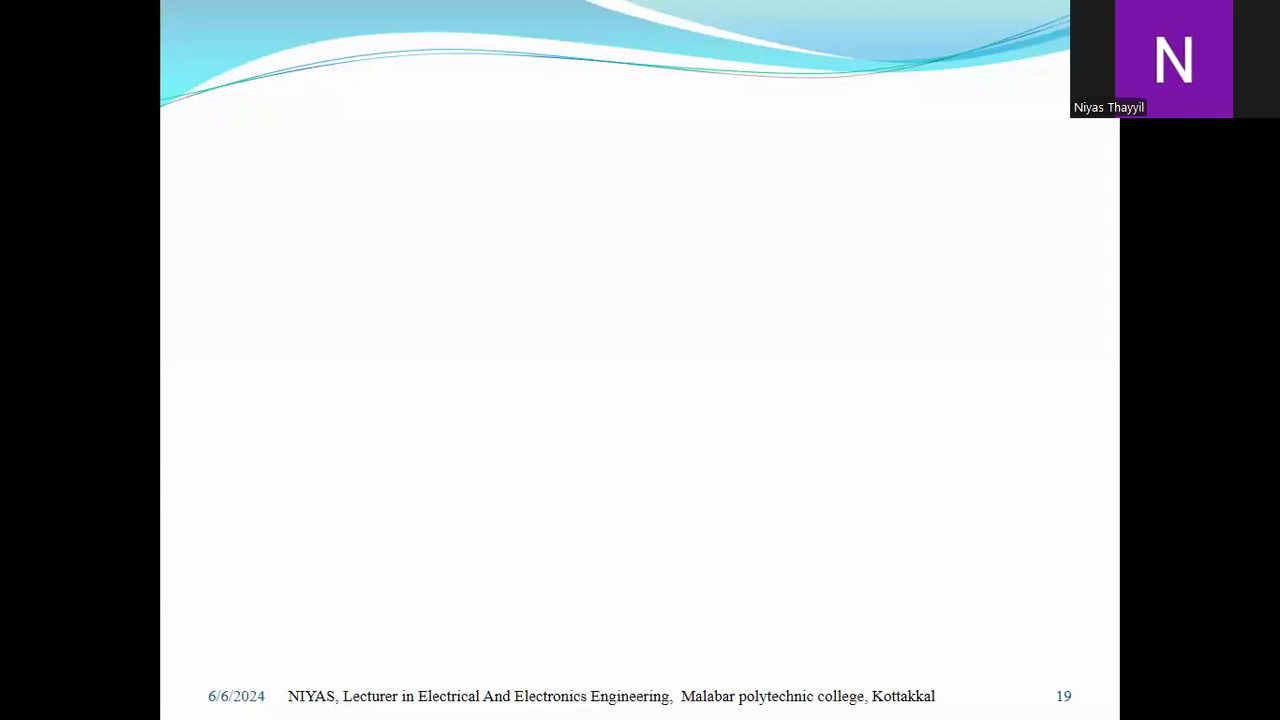 N
Niyas Thayyil
6/6/2024 NIYAS, Lecturer in Electrical And Electronics Engineering, Malabar polytechnic college, Kottakkal 19